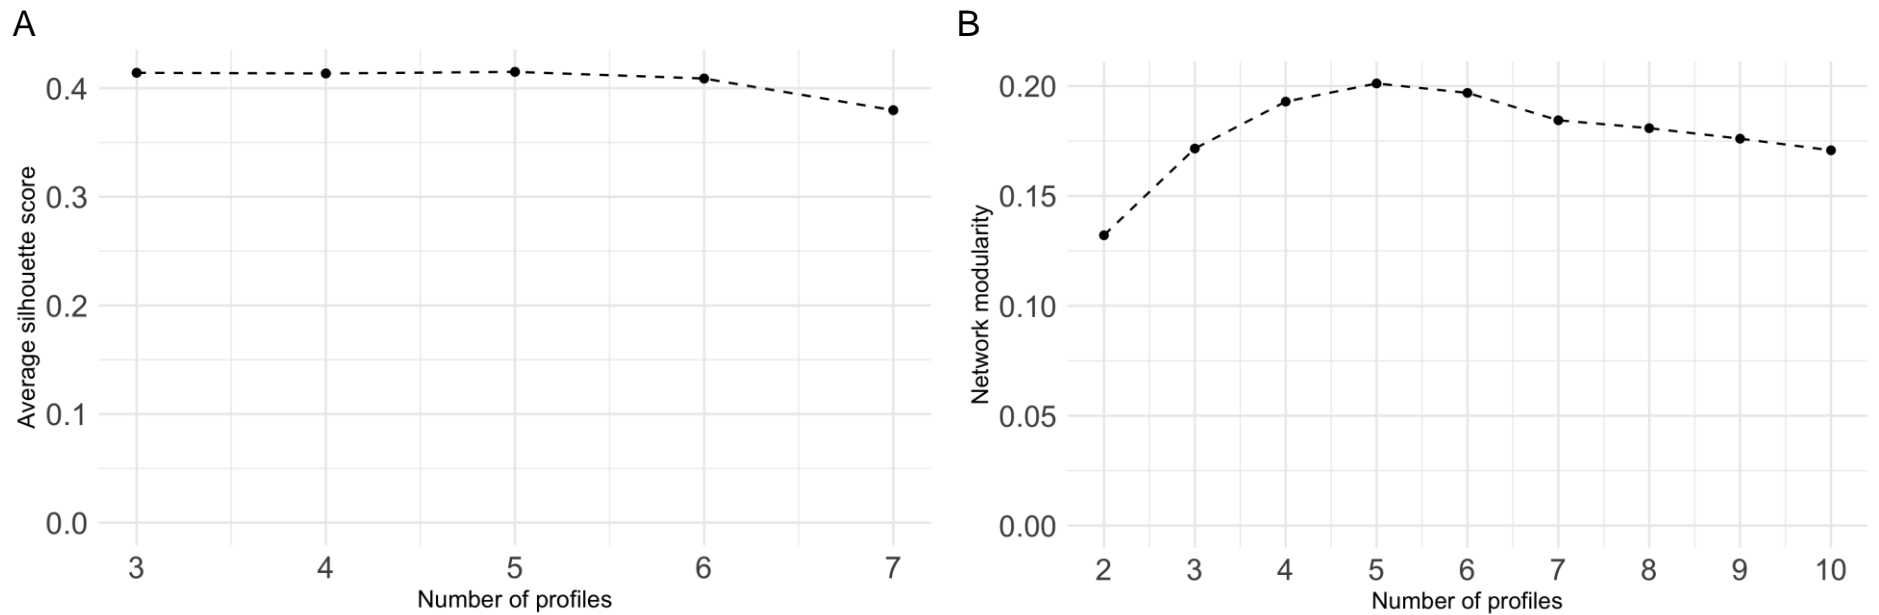 A
B
Average silhouette score
0.4
0.3
0.2
0.1
0.0
3 4 5 6 7
Number of profiles
Network modularity
0.20
0.15
0.10
0.05
0.00
2 3 4 5 6 7 8 9 10
Number of profiles